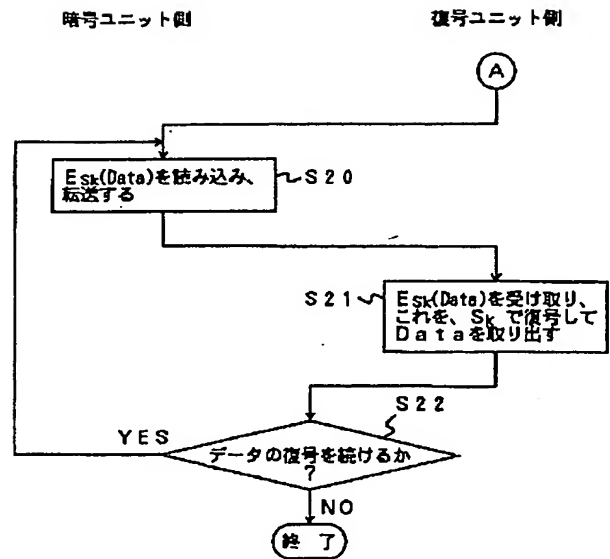 暗号ユニット側
復号ユニット側
A
ESk(Data)を読み込み、
転送する
S20
S21
ESk(Data)を受け取り、
これを、Skで復号して
Dataを取り出す
S22
YES
データの復号を続けるか
?
NO
終了